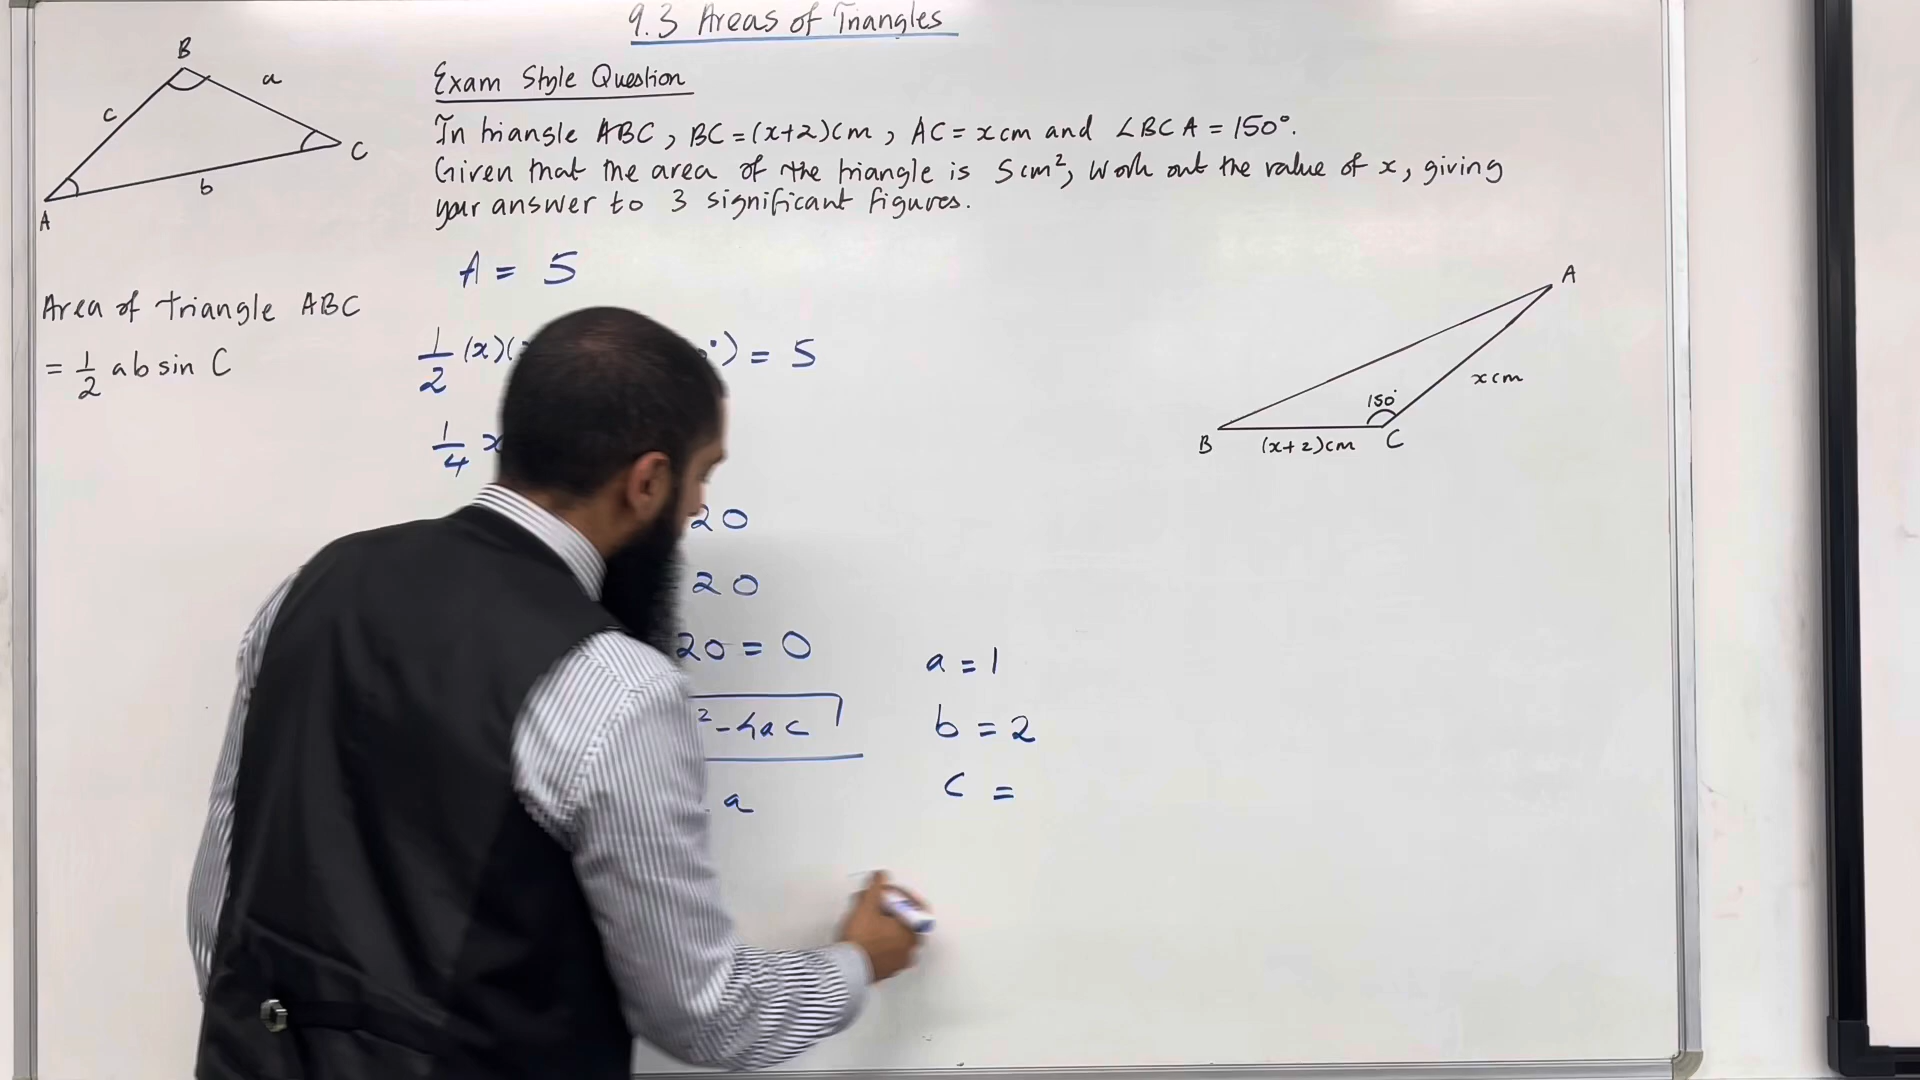 9.3 Areas of Triangles
B
a
c
C
b
A
Area of triangle ABC
= 1/2 ab sin C
Exam Style Question
In triangle ABC, BC = (x+2)cm, AC = x cm and ∠BCA = 150°.
Given that the area of the triangle is 5cm², Work out the value of x, giving
your answer to 3 significant figures.
A = 5
1/2 (x)( °) = 5
1/4 x
20
20
20 = 0
² - 4ac
a
a = 1
b = 2
c =
A
x cm
150°
B
(x+2)cm
C